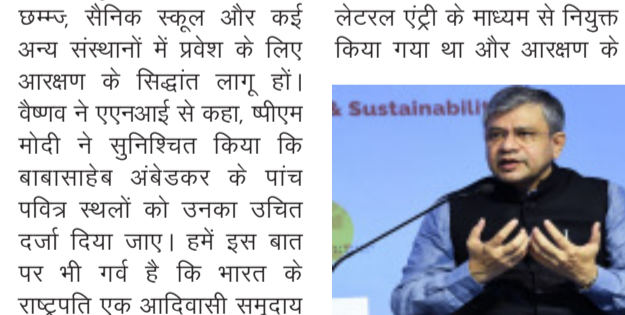 छम्म्ज्, सैनिक स्कूल और कई
अन्य संस्थानों में प्रवेश के लिए
आरक्षण के सिद्धांत लागू हों।
वैष्णव ने एएनआई से कहा, ष्पीएम
मोदी ने सुनिश्चित किया कि
बाबासाहेब अंबेडकर के पांच
पवित्र स्थलों को उनका उचित
दर्जा दिया जाए। हमें इस बात
पर भी गर्व है कि भारत के
राष्ट्रपति एक आदिवासी समुदाय
लेटरल एंट्री के माध्यम से नियुक्त
किया गया था और आरक्षण के
& Sustainabilit